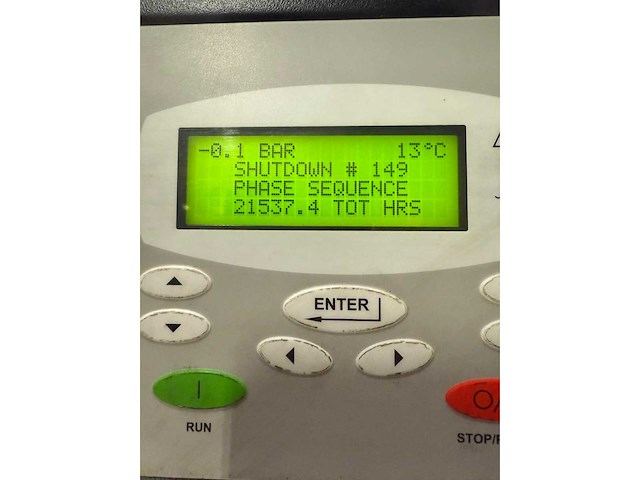 -0.1 BAR 13°C
SHUTDOWN # 149
PHASE SEQUENCE
21537.4 TOT HRS
ENTER
I
RUN